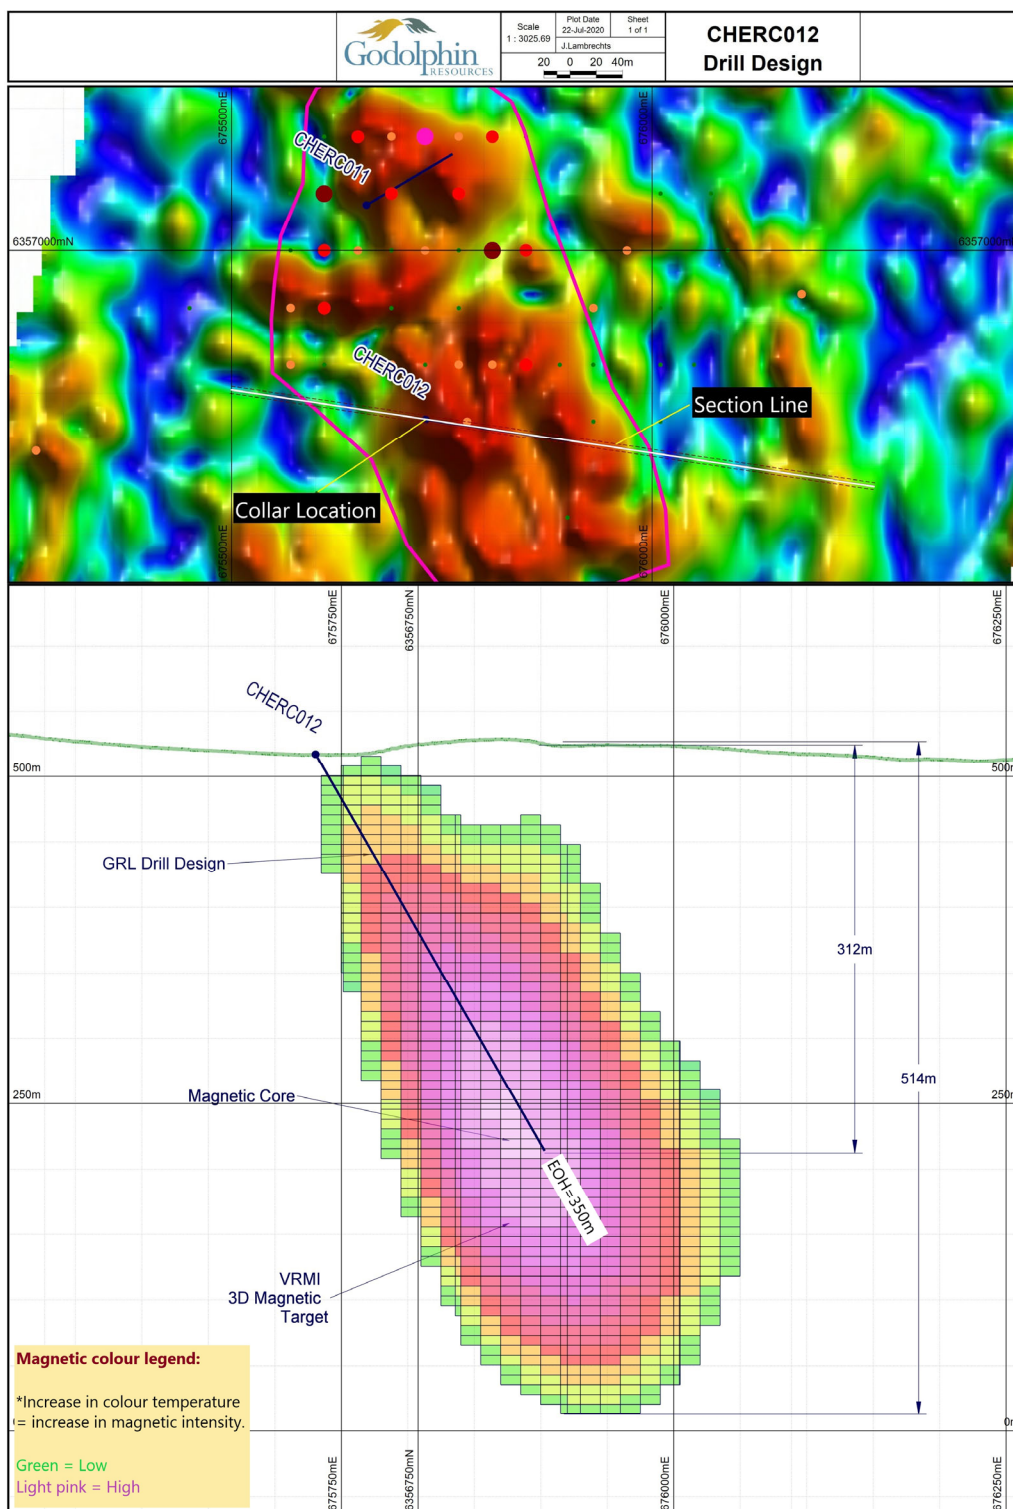 Godolphin
RESOURCES
Scale
1 : 3025.69
Plot Date
22-Jul-2020
Sheet
1 of 1
J.Lambrechts
20 0 20 40m
CHERC012
Drill Design
675500mE
676000mE
CHERC011
6357000mN
6357000mN
CHERC012
Section Line
Collar Location
675500mE
676000mE
675750mE
6356750mN
676000mE
676250mE
CHERC012
500m
500m
GRL Drill Design
312m
514m
Magnetic Core
250m
250m
EOH=350m
VRMI
3D Magnetic
Target
Magnetic colour legend:
*Increase in colour temperature
= increase in magnetic intensity.
0m
Green = Low
Light pink = High
675750mE
6356750mN
676000mE
676250mE